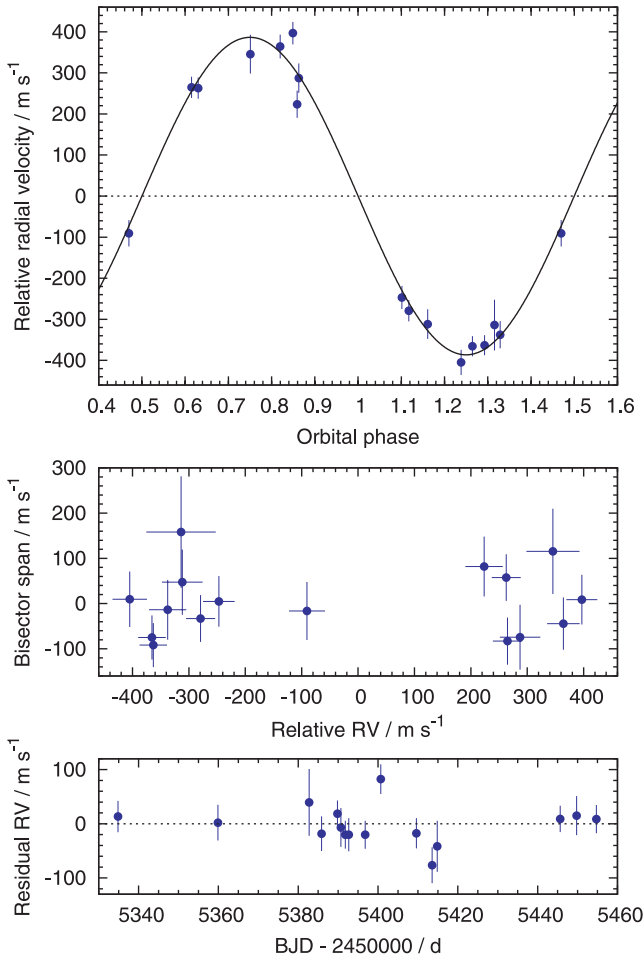 Relative radial velocity / m s⁻¹
400
300
200
100
0
-100
-200
-300
-400
0.4 0.5 0.6 0.7 0.8 0.9 1 1.1 1.2 1.3 1.4 1.5 1.6
Orbital phase
Bisector span / m s⁻¹
300
200
100
0
-100
-400 -300 -200 -100 0 100 200 300 400
Relative RV / m s⁻¹
Residual RV / m s⁻¹
100
0
-100
5340 5360 5380 5400 5420 5440 5460
BJD - 2450000 / d